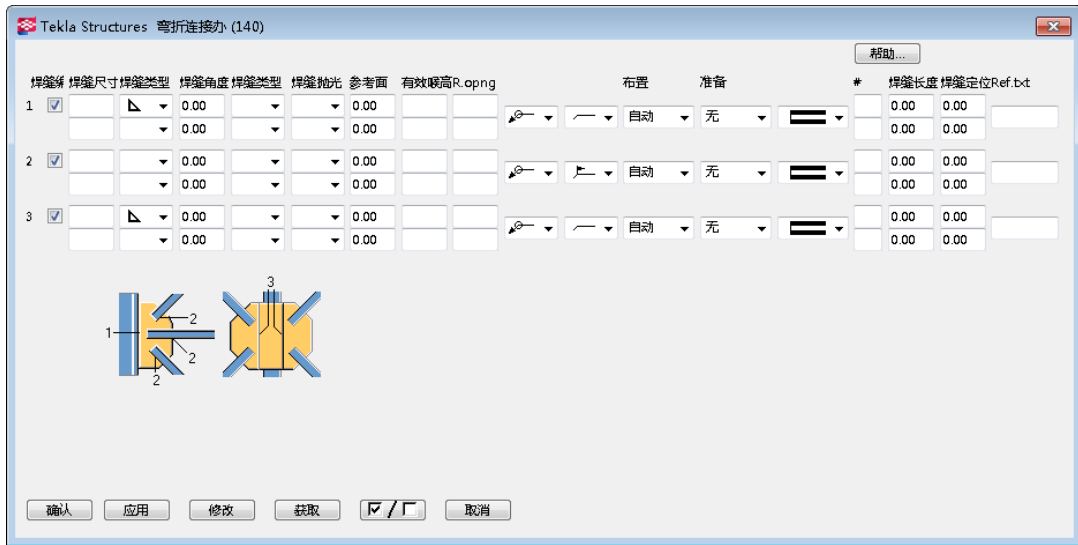 Tekla Structures 弯折连接办 (140)
帮助...
焊缝编 焊缝尺寸 焊缝类型 焊缝角度 焊缝类型 焊缝抛光 参考面 有效喉高 R.opng 布置 准备 # 焊缝长度 焊缝定位 Ref.txt
1 0.00 0.00 自动 无 0.00 0.00
0.00 0.00 0.00 0.00
2 0.00 0.00 自动 无 0.00 0.00
0.00 0.00 0.00 0.00
3 0.00 0.00 自动 无 0.00 0.00
0.00 0.00 0.00 0.00
3
2
1
2
2
确认 应用 修改 获取 / 取消